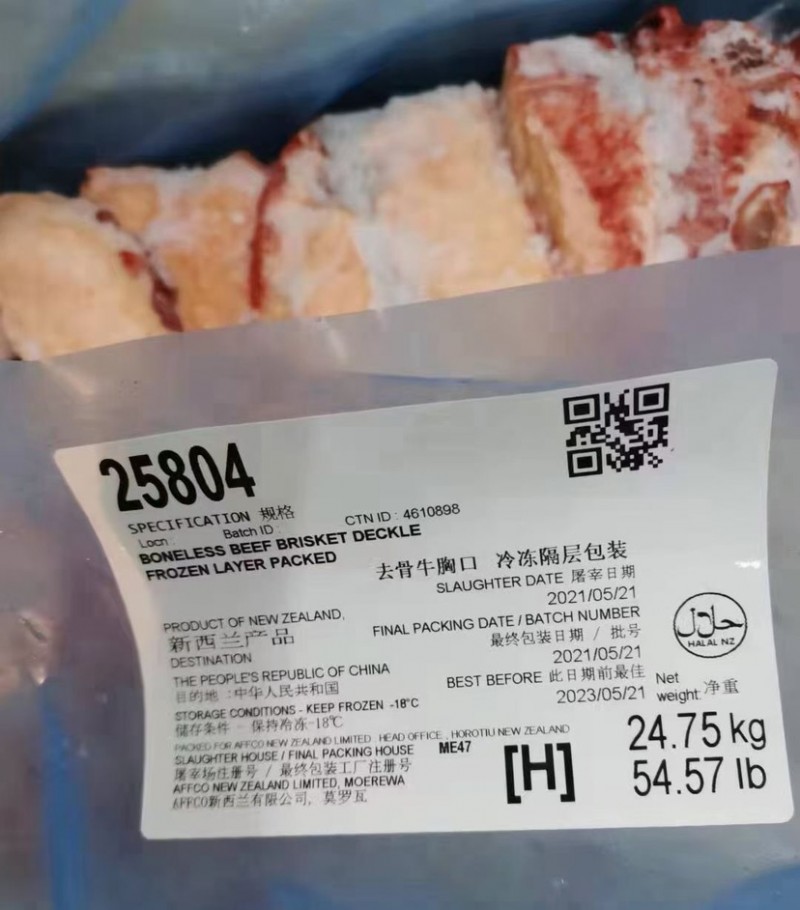 25804
SPECIFICATION 规格
Locn :
Batch ID :
CTN ID : 4610898
BONELESS BEEF BRISKET DECKLE
FROZEN LAYER PACKED
去骨牛胸口 冷冻隔层包装
SLAUGHTER DATE 屠宰日期
2021/05/21
PRODUCT OF NEW ZEALAND,
新西兰产品
FINAL PACKING DATE / BATCH NUMBER
最终包装日期 / 批号
2021/05/21
DESTINATION
THE PEOPLE'S REPUBLIC OF CHINA
目的地 :中华人民共和国
BEST BEFORE 此日期前最佳
2023/05/21
حلال
HALAL NZ
STORAGE CONDITIONS - KEEP FROZEN -18°C
储存条件 - 保持冷冻-18℃
Net
weight 净重
24.75 kg
54.57 lb
PACKED FOR AFFCO NEW ZEALAND LIMITED HEAD OFFICE , HOROTIU NEW ZEALAND
SLAUGHTER HOUSE / FINAL PACKING HOUSE ME47
屠宰场注册号 / 最终包装工厂注册号
AFFCO NEW ZEALAND LIMITED, MOEREWA
AFFCO新西兰有限公司, 莫罗瓦
[H]